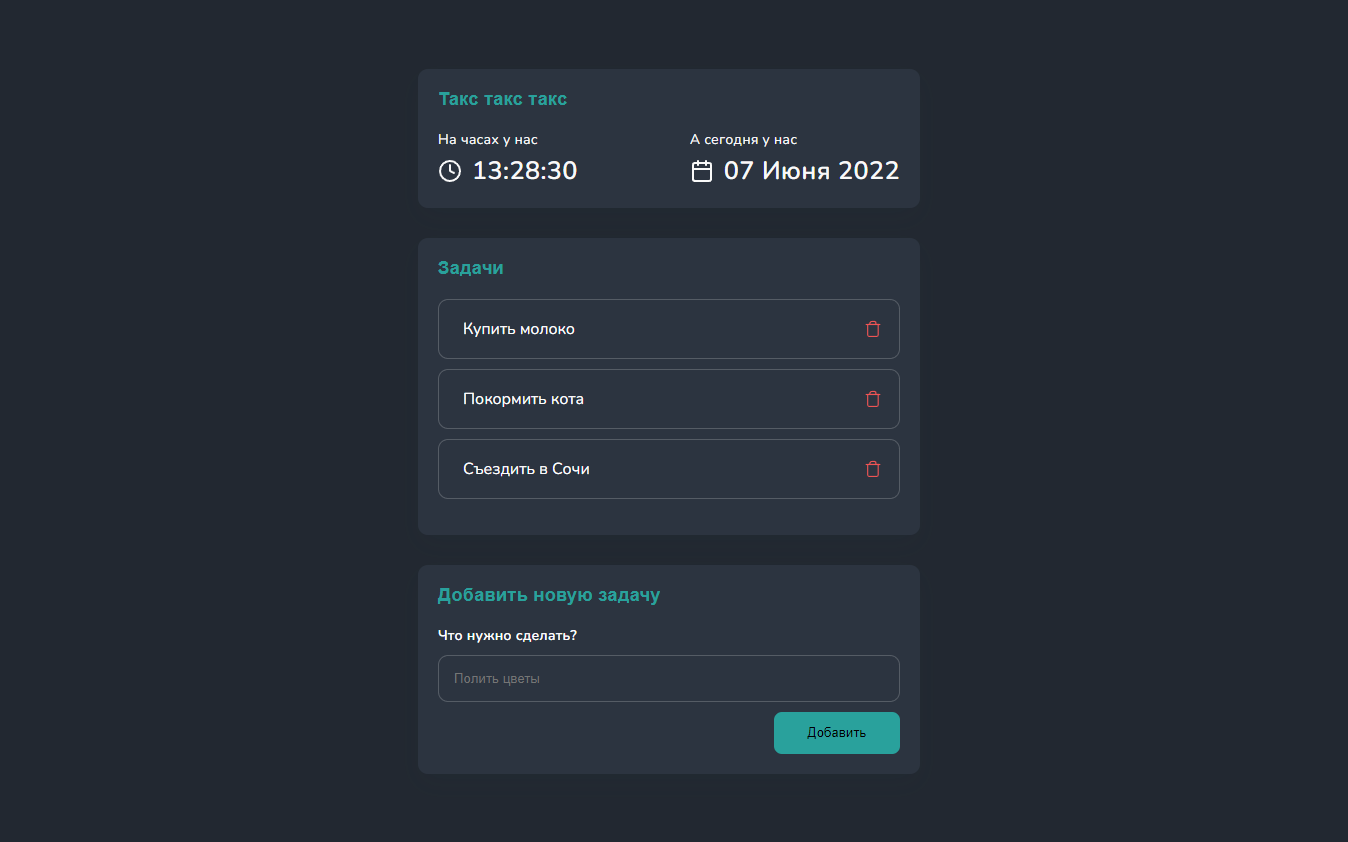 Такс такс такс
На часах у нас
13:28:30
А сегодня у нас
07 Июня 2022
Задачи
Купить молоко
Покормить кота
Съездить в Сочи
Добавить новую задачу
Что нужно сделать?
Полить цветы
Добавить